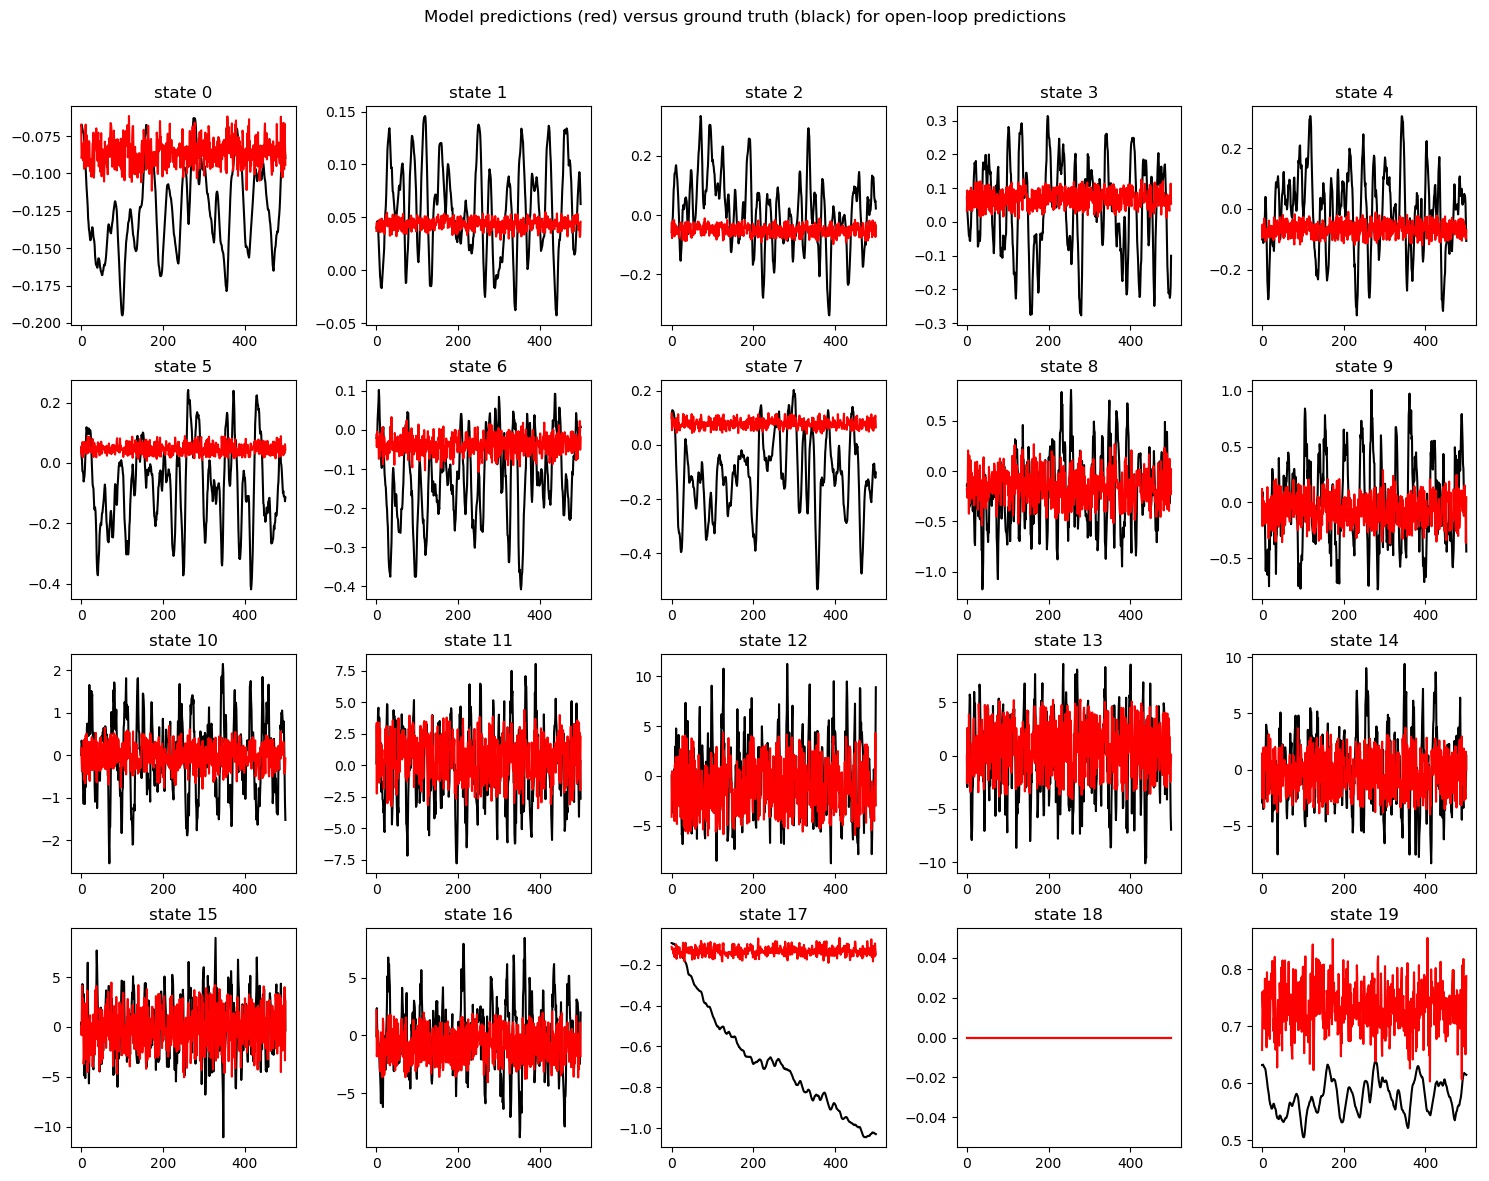 Model predictions (red) versus ground truth (black) for open-loop predictions
state 0 state 1 state 2 state 3 state 4
−0.075 −0.100 −0.125 −0.150 −0.175 −0.200
0 200 400
0.15 0.10 0.05 0.00 −0.05
0 200 400
0.2 0.0 −0.2
0 200 400
0.3 0.2 0.1 0.0 −0.1 −0.2 −0.3
0 200 400
0.2 0.0 −0.2
0 200 400
state 5 state 6 state 7 state 8 state 9
0.2 0.0 −0.2 −0.4
0 200 400
0.1 0.0 −0.1 −0.2 −0.3 −0.4
0 200 400
0.2 0.0 −0.2 −0.4
0 200 400
0.5 0.0 −0.5 −1.0
0 200 400
1.0 0.5 0.0 −0.5
0 200 400
state 10 state 11 state 12 state 13 state 14
2 1 0 −1 −2
0 200 400
7.5 5.0 2.5 0.0 −2.5 −5.0 −7.5
0 200 400
10 5 0 −5
0 200 400
5 0 −5 −10
0 200 400
10 5 0 −5
0 200 400
state 15 state 16 state 17 state 18 state 19
5 0 −5 −10
0 200 400
5 0 −5
0 200 400
−0.2 −0.4 −0.6 −0.8 −1.0
0 200 400
0.04 0.02 0.00 −0.02 −0.04
0 200 400
0.8 0.7 0.6 0.5
0 200 400